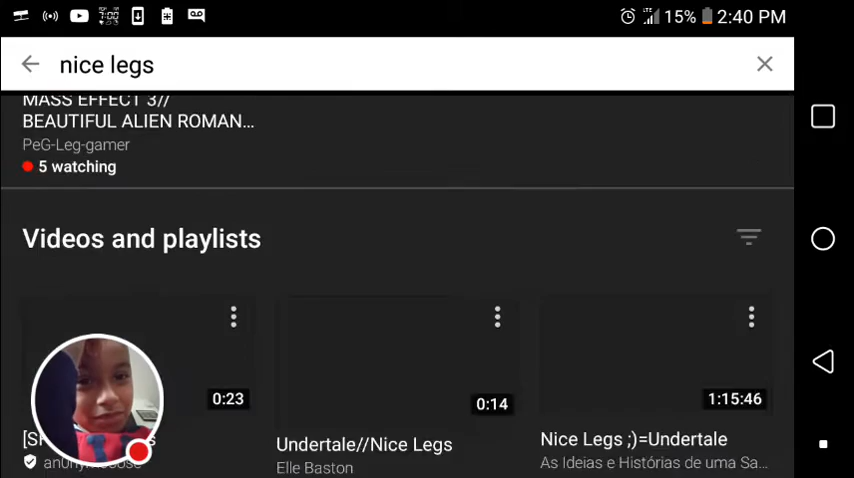 7:00
15% 2:40 PM
nice legs
MASS EFFECT 3//
BEAUTIFUL ALIEN ROMAN...
PeG-Leg-gamer
5 watching
Videos and playlists
0:23
0:14
1:15:46
Undertale//Nice Legs
Elle Baston
Nice Legs ;)=Undertale
As Ideias e Histórias de uma Sa...